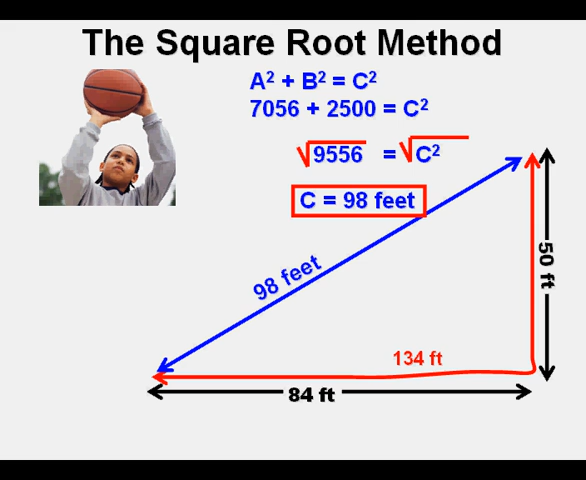 The Square Root Method
A² + B² = C²
7056 + 2500 = C²
√9556 = √C²
C = 98 feet
98 feet
50 ft
134 ft
84 ft